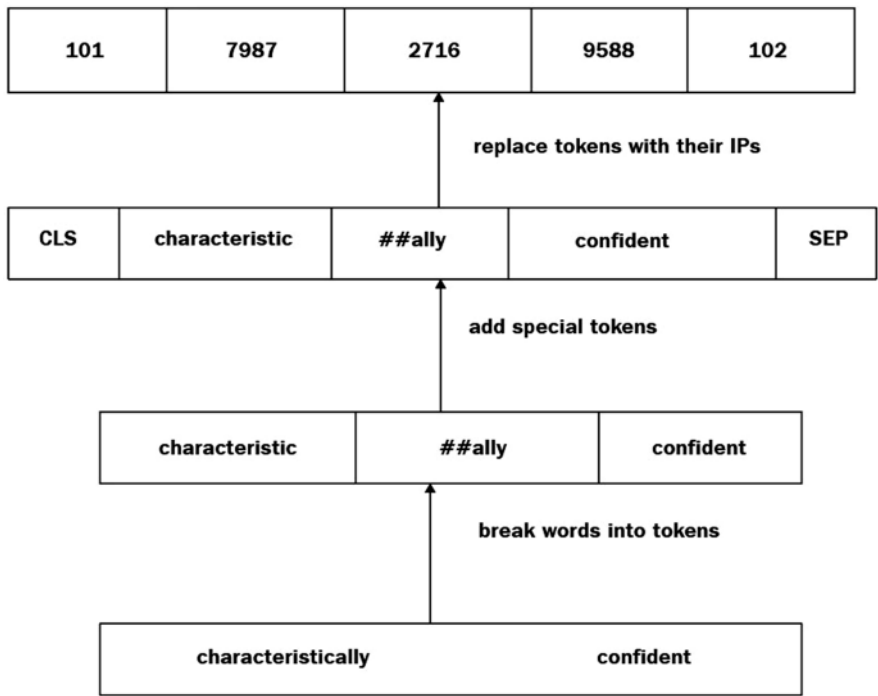 101 7987 2716 9588 102
replace tokens with their IPs
CLS characteristic ##ally confident SEP
add special tokens
characteristic ##ally confident
break words into tokens
characteristically confident